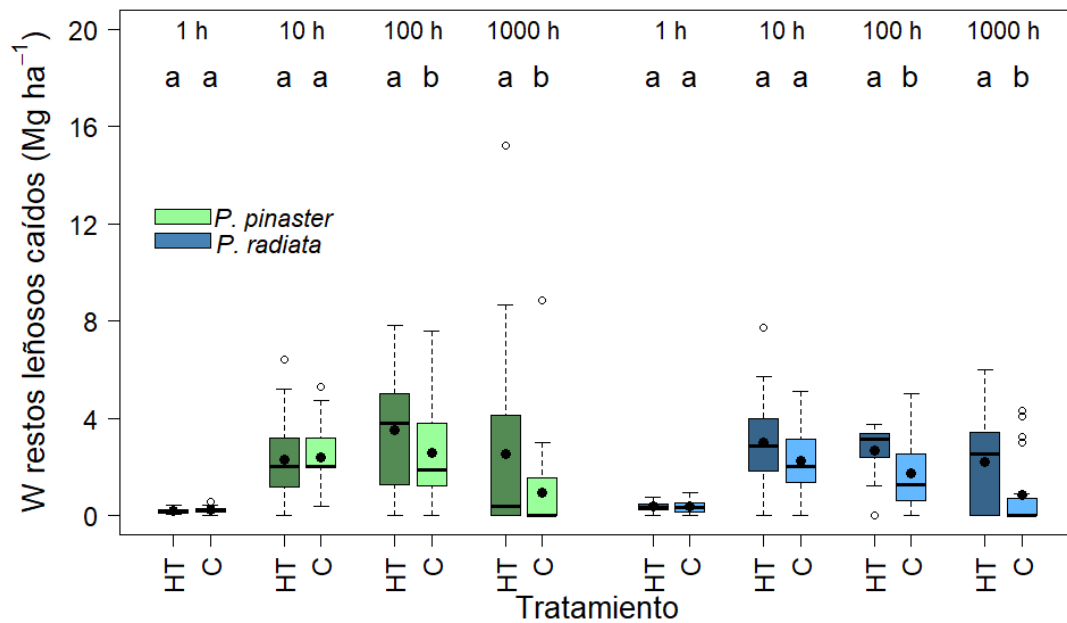 W restos leñosos caídos (Mg ha⁻¹)
20
16
12
8
4
0
1 h 10 h 100 h 1000 h 1 h 10 h 100 h 1000 h
a a a a a b a b a a a a a b a b
P. pinaster
P. radiata
HT C HT C HT C HT C HT C HT C HT C HT C
Tratamiento